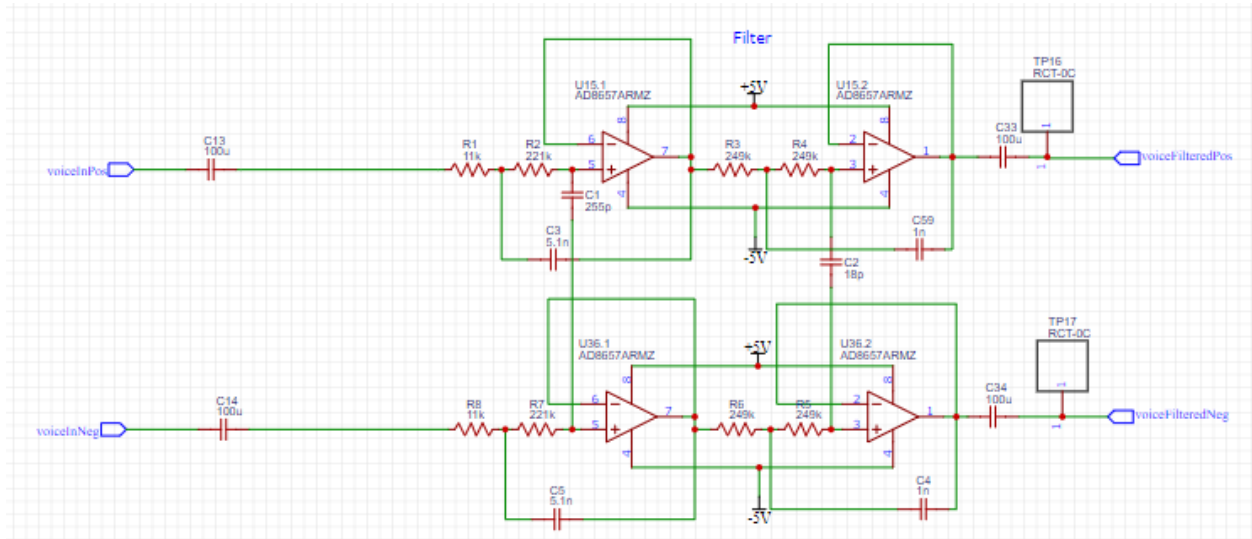 Filter
TP16
RCT-0C
1
1
U15.1
AD8657ARMZ
+5V
U15.2
AD8657ARMZ
8
8
C13
100u
C33
100u
voiceInPos
R1
11k
R2
221k
6
5
7
R3
249k
R4
249k
2
3
1
voiceFilteredPos
4
4
C1
255p
C3
5.1n
-5V
C59
1n
C2
18p
TP17
RCT-0C
1
1
U36.1
AD8657ARMZ
+5V
U36.2
AD8657ARMZ
8
8
C14
100u
C34
100u
voiceInNeg
R8
11k
R7
221k
6
5
7
R6
249k
R5
249k
2
3
1
voiceFilteredNeg
4
4
C5
5.1n
-5V
C4
1n